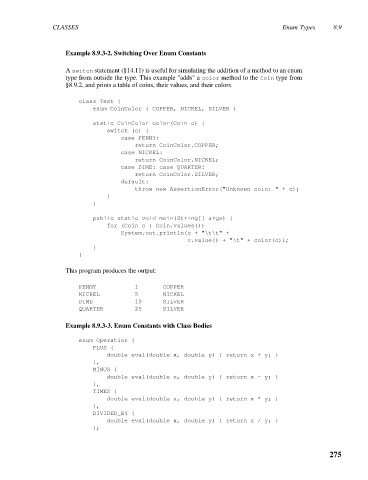 CLASSES Enum Types 8.9
Example 8.9.3-2. Switching Over Enum Constants
A switch statement (§14.11) is useful for simulating the addition of a method to an enum
type from outside the type. This example "adds" a color method to the Coin type from
§8.9.2, and prints a table of coins, their values, and their colors.
class Test {
enum CoinColor { COPPER, NICKEL, SILVER }
static CoinColor color(Coin c) {
switch (c) {
case PENNY:
return CoinColor.COPPER;
case NICKEL:
return CoinColor.NICKEL;
case DIME: case QUARTER:
return CoinColor.SILVER;
default:
throw new AssertionError("Unknown coin: " + c);
}
}
public static void main(String[] args) {
for (Coin c : Coin.values())
System.out.println(c + "\t\t" +
c.value() + "\t" + color(c));
}
}
This program produces the output:
PENNY 1 COPPER
NICKEL 5 NICKEL
DIME 10 SILVER
QUARTER 25 SILVER
Example 8.9.3-3. Enum Constants with Class Bodies
enum Operation {
PLUS {
double eval(double x, double y) { return x + y; }
},
MINUS {
double eval(double x, double y) { return x - y; }
},
TIMES {
double eval(double x, double y) { return x * y; }
},
DIVIDED_BY {
double eval(double x, double y) { return x / y; }
};
275